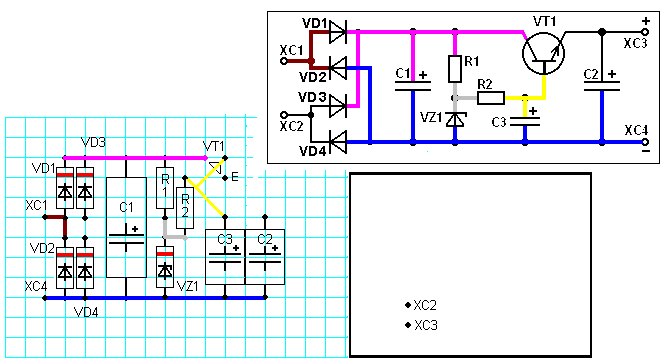 VD1
VT1
+
XC3
XC1
R1
VD2
C1
+
R2
C2
+
VD3
XC2
VZ1
C3
+
VD4
XC4
-
VD3
VT1
VD1
E
R
1
C1
+
R
2
XC1
VD2
C3
+
C2
+
XC4
VZ1
VD4
XC2
XC3